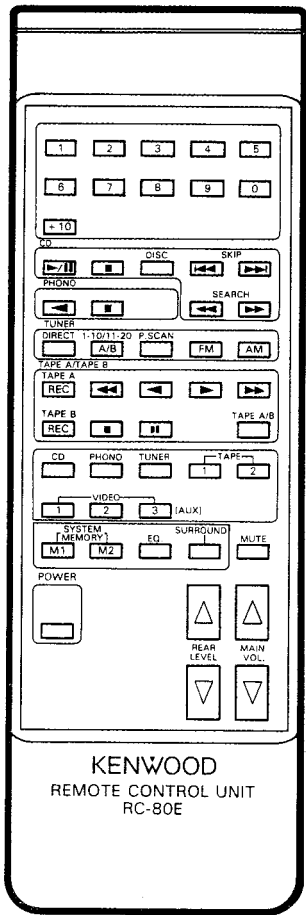 1 2 3 4 5
6 7 8 9 0
+10
CD
DISC SKIP
PHONO SEARCH
TUNER
DIRECT 1-10/11-20 P.SCAN
A/B FM AM
TAPE A/TAPE B
TAPE A
REC
TAPE B TAPE A/B
REC
CD PHONO TUNER TAPE
1 2
VIDEO
1 2 3 [AUX]
SYSTEM MEMORY EQ SURROUND MUTE
M1 M2
POWER
REAR LEVEL MAIN VOL.
KENWOOD
REMOTE CONTROL UNIT
RC-80E